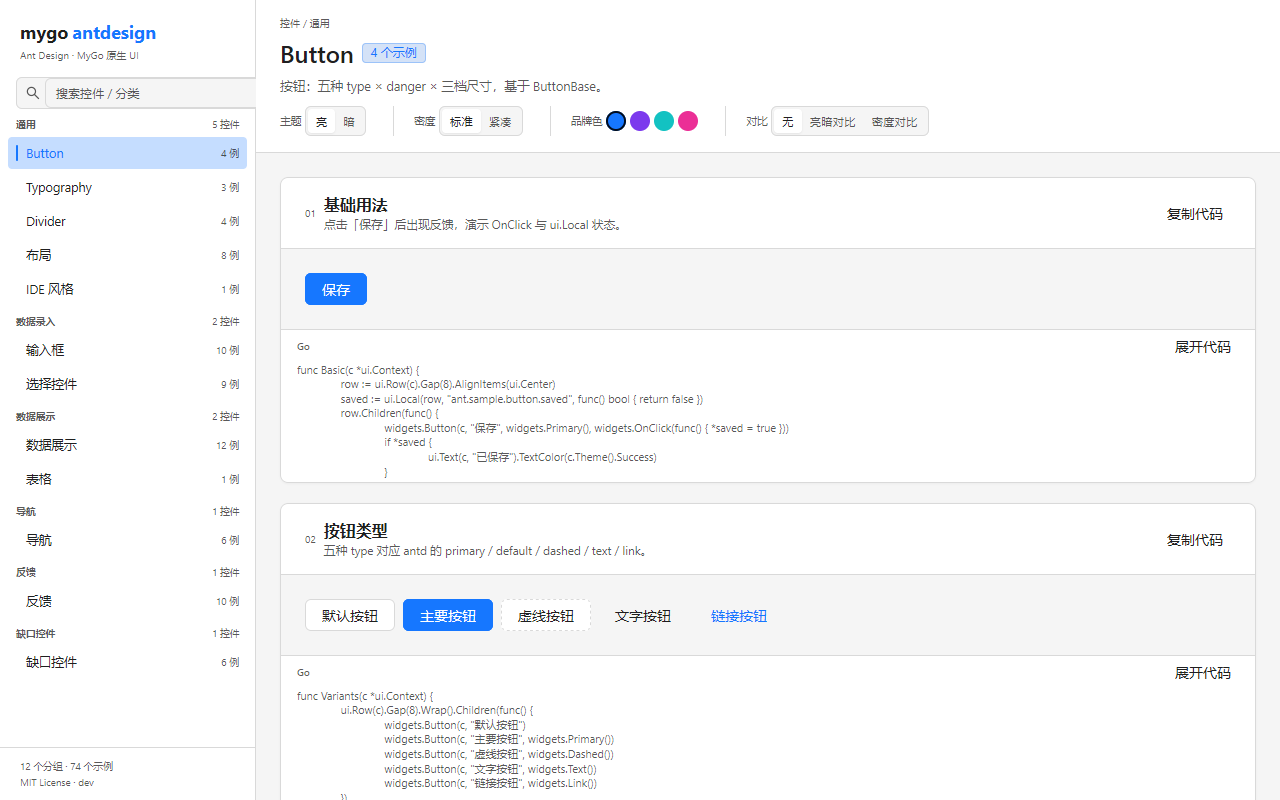 mygo antdesign
Ant Design · MyGo 原生 UI
搜索控件 / 分类
通用 5 控件
Button 4 例
Typography 3 例
Divider 4 例
布局 8 例
IDE 风格 1 例
数据录入 2 控件
输入框 10 例
选择控件 9 例
数据展示 2 控件
数据展示 12 例
表格 1 例
导航 1 控件
导航 6 例
反馈 1 控件
反馈 10 例
缺口控件 1 控件
缺口控件 6 例
12 个分组 · 74 个示例
MIT License · dev
控件 / 通用
Button 4 个示例
按钮：五种 type × danger × 三档尺寸，基于 ButtonBase。
主题 亮 暗 密度 标准 紧凑 品牌色 对比 无 亮暗对比 密度对比
01 基础用法
点击「保存」后出现反馈，演示 OnClick 与 ui.Local 状态。
复制代码
保存
Go 展开代码
func Basic(c *ui.Context) {
row := ui.Row(c).Gap(8).AlignItems(ui.Center)
saved := ui.Local(row, "ant.sample.button.saved", func() bool { return false })
row.Children(func() {
widgets.Button(c, "保存", widgets.Primary(), widgets.OnClick(func() { *saved = true }))
if *saved {
ui.Text(c, "已保存").TextColor(c.Theme().Success)
}
02 按钮类型
五种 type 对应 antd 的 primary / default / dashed / text / link。
复制代码
默认按钮 主要按钮 虚线按钮 文字按钮 链接按钮
Go 展开代码
func Variants(c *ui.Context) {
ui.Row(c).Gap(8).Wrap().Children(func() {
widgets.Button(c, "默认按钮")
widgets.Button(c, "主要按钮", widgets.Primary())
widgets.Button(c, "虚线按钮", widgets.Dashed())
widgets.Button(c, "文字按钮", widgets.Text())
widgets.Button(c, "链接按钮", widgets.Link())
})